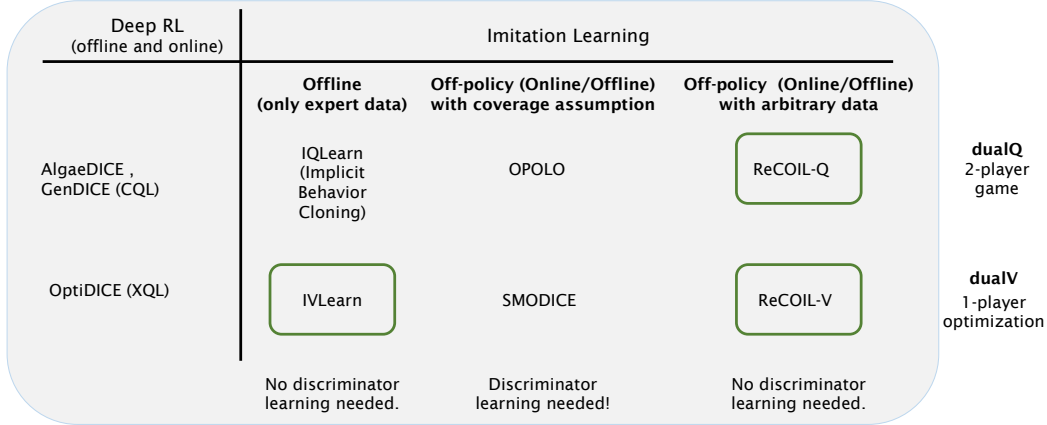 Deep RL
(offline and online)
Imitation Learning
Offline
(only expert data)
Off-policy (Online/Offline)
with coverage assumption
Off-policy (Online/Offline)
with arbitrary data
AlgaeDICE ,
GenDICE (CQL)
IQLearn
(Implicit
Behavior
Cloning)
OPOLO
ReCOIL-Q
dualQ
2-player
game
OptiDICE (XQL)
IVLearn
SMODICE
ReCOIL-V
dualV
1-player
optimization
No discriminator
learning needed.
Discriminator
learning needed!
No discriminator
learning needed.